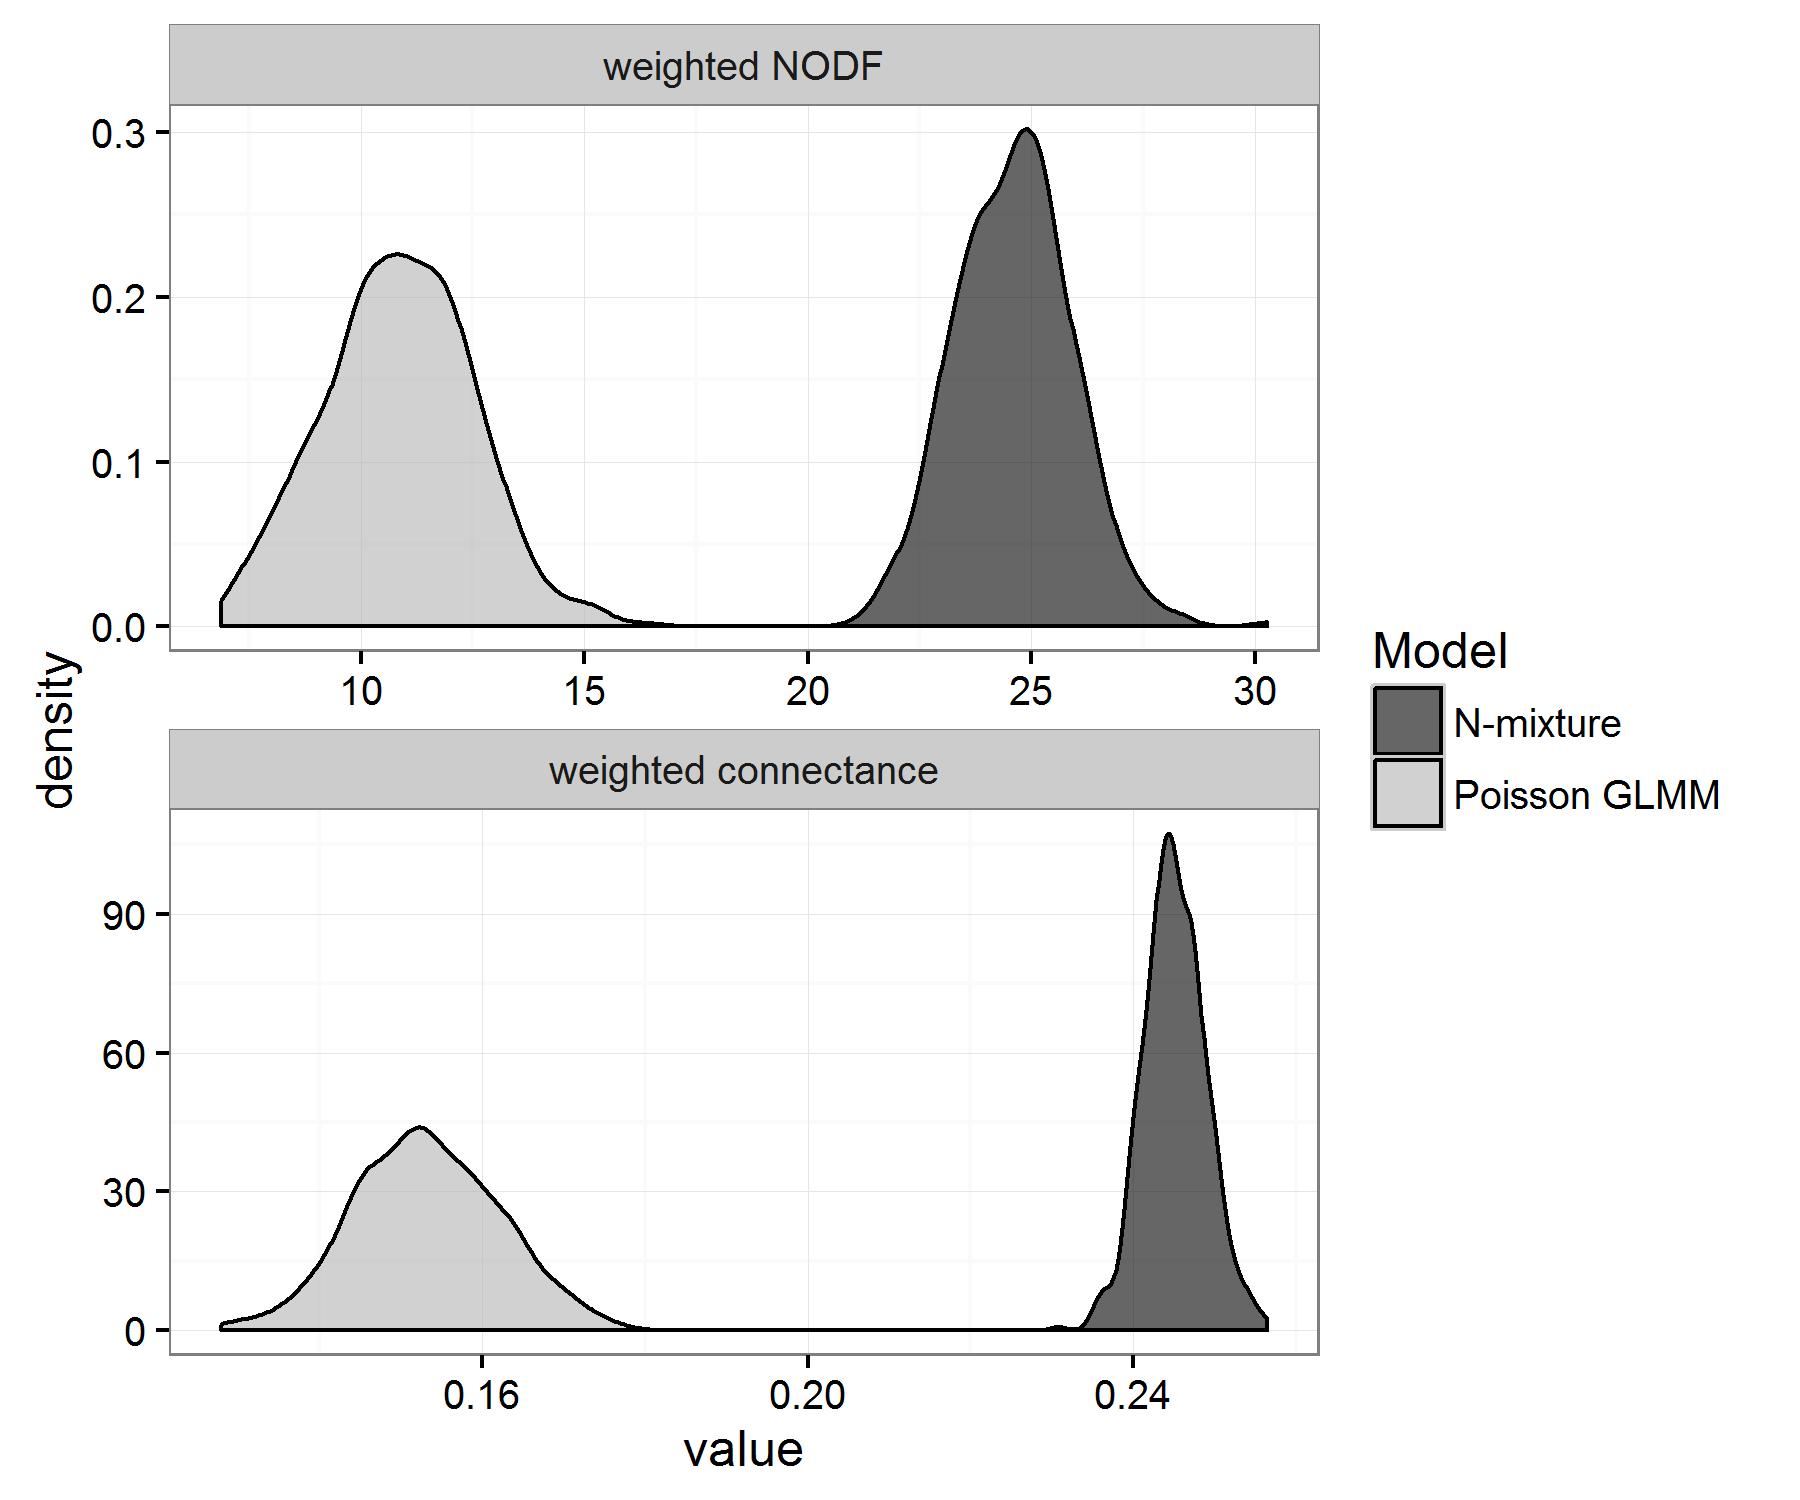 weighted NODF
0.3
0.2
0.1
0.0
10 15 20 25 30
density
weighted connectance
90
60
30
0
0.16 0.20 0.24
value
Model
N-mixture
Poisson GLMM